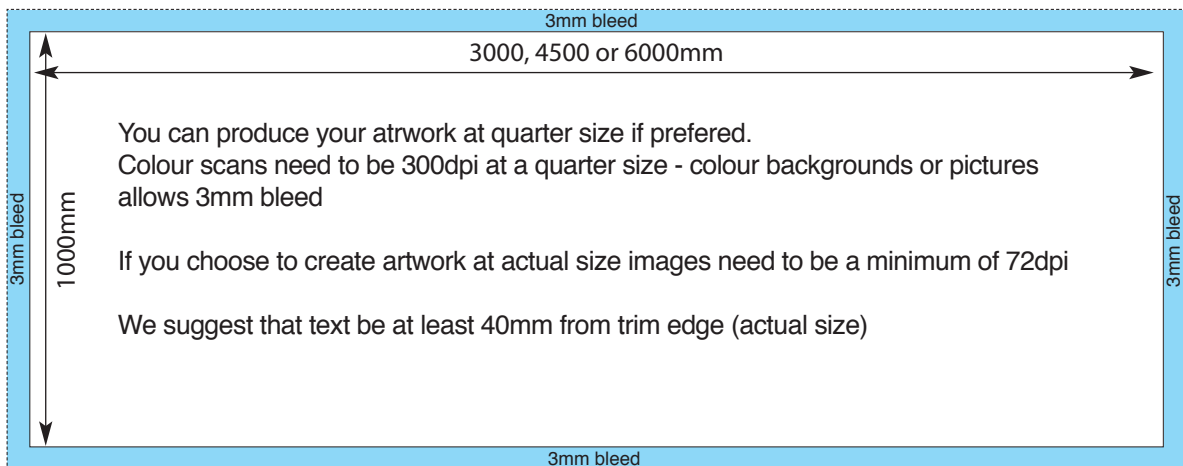 3mm bleed
3000, 4500 or 6000mm
You can produce your atrwork at quarter size if prefered.
Colour scans need to be 300dpi at a quarter size - colour backgrounds or pictures
allows 3mm bleed
3mm bleed
1000mm
3mm bleed
If you choose to create artwork at actual size images need to be a minimum of 72dpi
We suggest that text be at least 40mm from trim edge (actual size)
3mm bleed